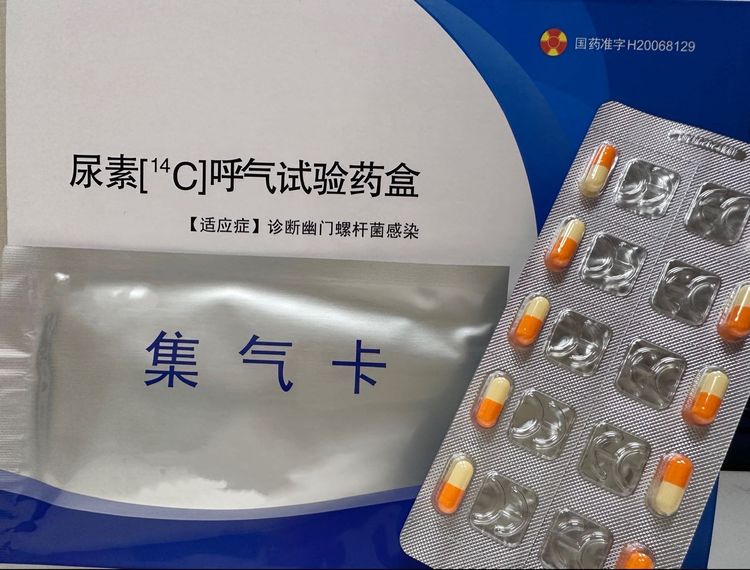 国药准字H20068129
尿素[¹⁴C]呼气试验药盒
【适应症】诊断幽门螺杆菌感染
集气卡